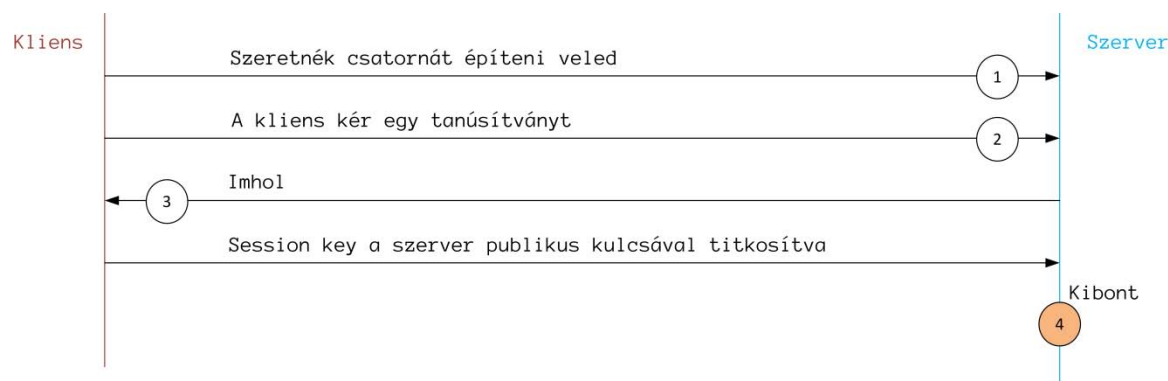 Kliens
Szerver
Szeretnék csatornát építeni veled
1
A kliens kér egy tanúsítványt
2
Imhol
3
Session key a szerver publikus kulcsával titkosítva
Kibont
4